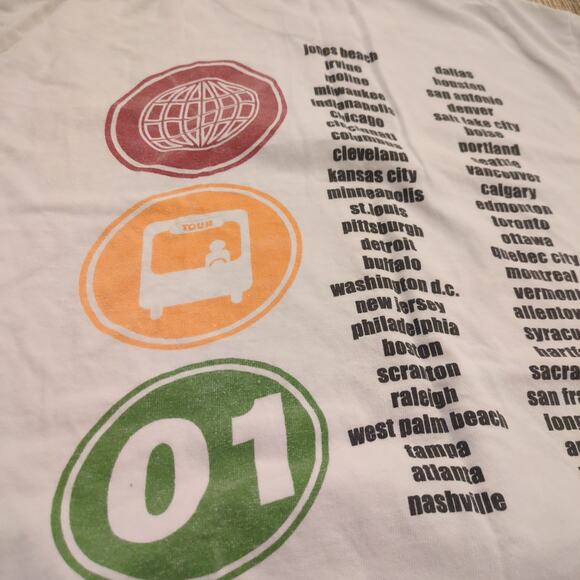 TOUR
01
jones beach
irvine
moline
milwaukee
indianapolis
chicago
cincinnati
columbus
cleveland
kansas city
minneapolis
st.louis
pittsburgh
detroit
buffalo
washington d.c.
new jersey
philadelphia
boston
scranton
raleigh
west palm beach
tampa
atlanta
nashville
dallas
houston
san antonio
denver
salt lake city
boise
portland
seattle
vancouver
calgary
edmonton
toronto
ottawa
quebec city
montreal
vermon
allentow
syracu
hartf
sacra
san fra
long